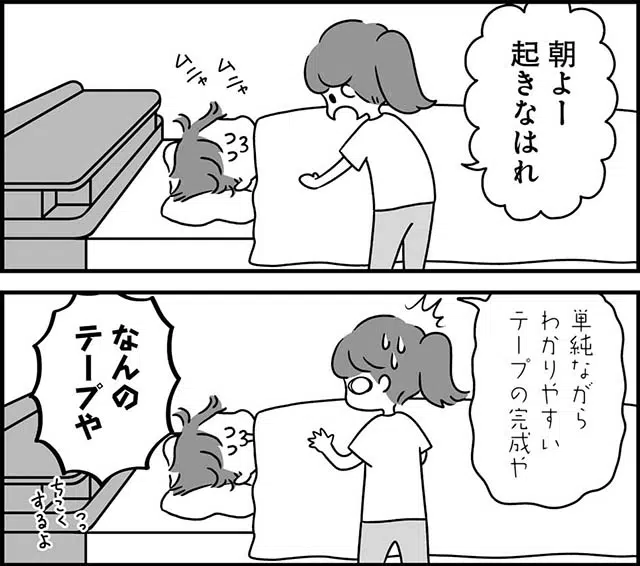 朝よー
起きなはれ
ムニャ
ムニャ
単純ながら
わかりやすい
テープの完成や
なんの
テープや
っっ
ちこく
するよ